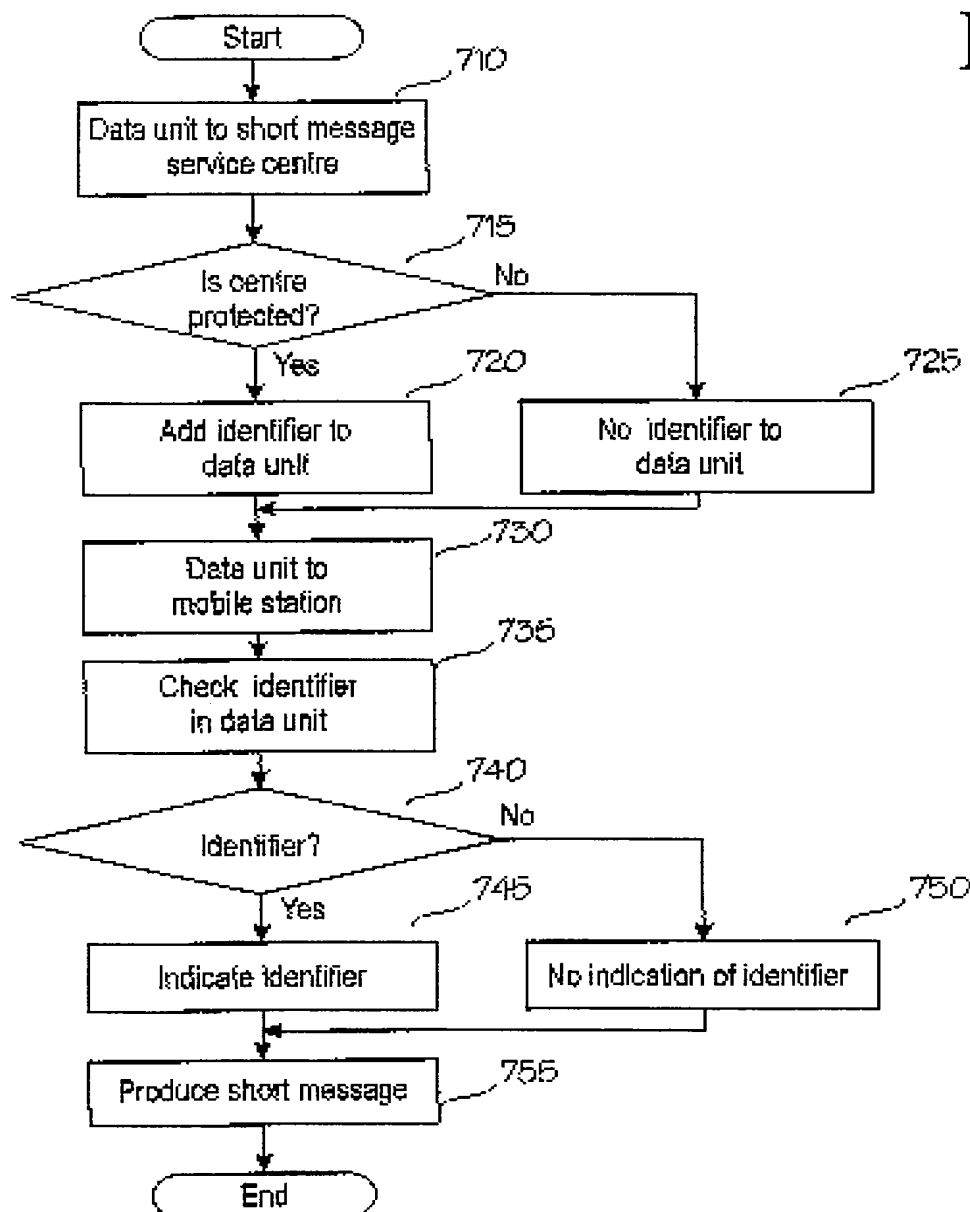 Start
710
Data unit to short message
service centre
715
Is centre
protected?
No
Yes
720
725
Add identifier to
data unit
No identifier to
data unit
730
Data unit to
mobile station
735
Check identifier
in data unit
740
No
Identifier?
Yes
745
750
Indicate identifier
No indication of identifier
755
Produce short message
End